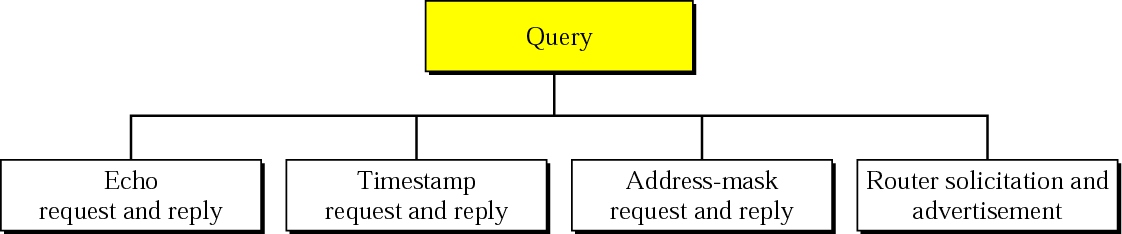 Query
Echo
request and reply
Timestamp
request and reply
Address-mask
request and reply
Router solicitation and
advertisement